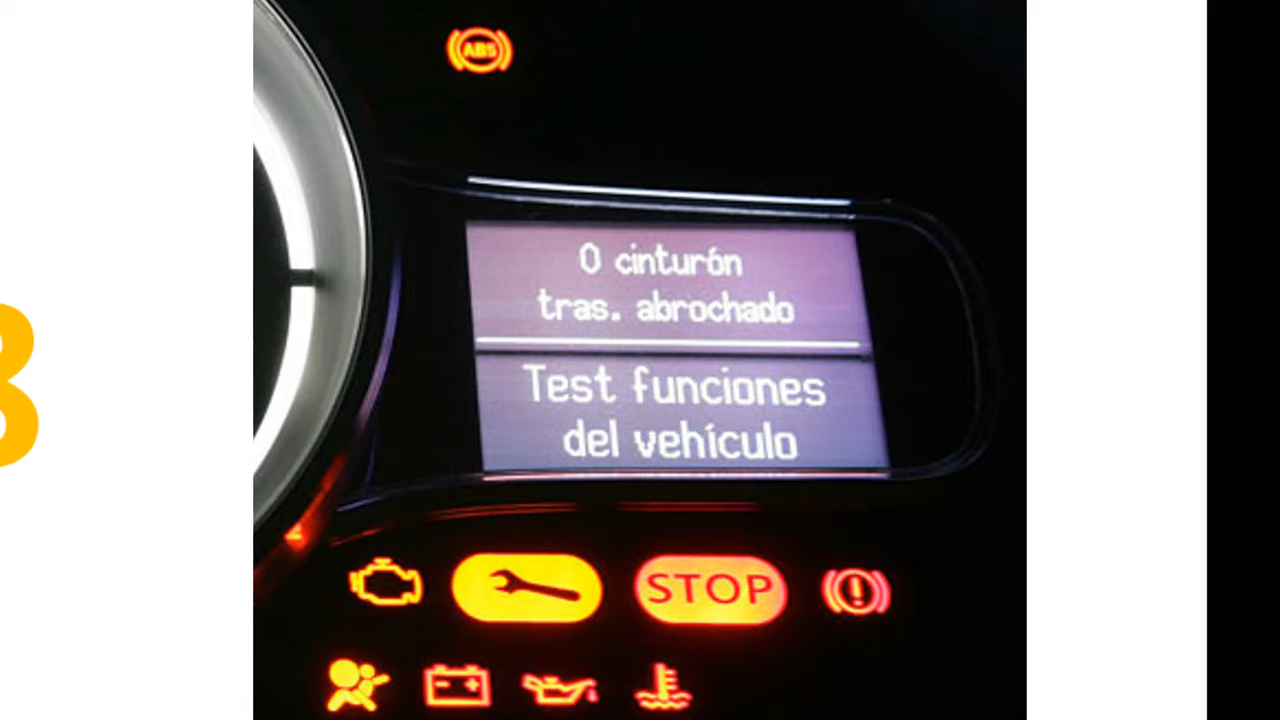 ABS
0 cinturón
tras. abrochado
Test funciones
del vehículo
STOP